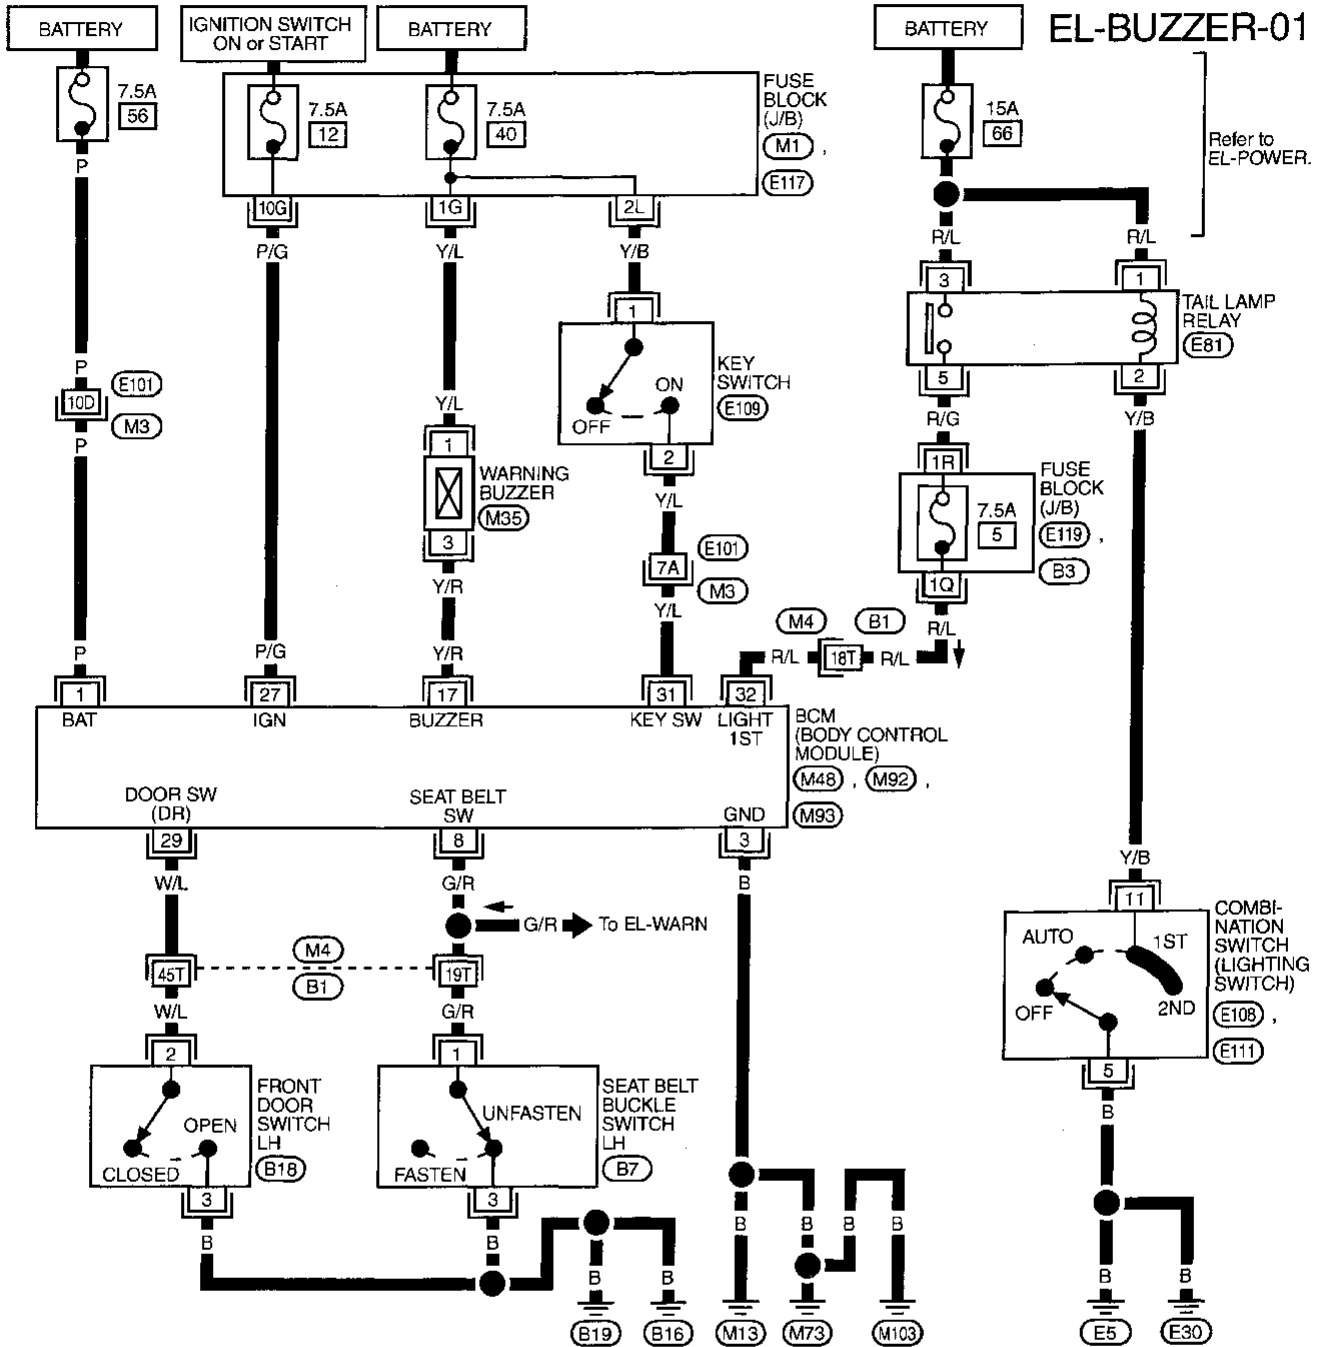 EL-BUZZER-01
BATTERY
IGNITION SWITCH
ON or START
BATTERY
BATTERY
7.5A
56
7.5A
12
7.5A
40
FUSE
BLOCK
(J/B)
M1 ,
E117
15A
66
Refer to
EL-POWER.
P
10G
1G
2L
P/G
Y/L
Y/B
R/L
R/L
3
1
TAIL LAMP
RELAY
E81
5
2
R/G
Y/B
1
KEY
SWITCH
E109
ON
OFF
2
P
10D
E101
M3
P
Y/L
1
WARNING
BUZZER
M35
3
Y/R
Y/L
7A
E101
M3
Y/L
1R
7.5A
5
FUSE
BLOCK
(J/B)
E119 ,
B3
1Q
R/L
M4
B1
R/L
18T
R/L
P
P/G
Y/R
1
27
17
31
32
BAT
IGN
BUZZER
KEY SW
LIGHT
1ST
BCM
(BODY CONTROL
MODULE)
M48 , M92 ,
M93
DOOR SW
(DR)
SEAT BELT
SW
GND
29
8
3
W/L
G/R
B
G/R
To EL-WARN
M4
B1
45T
19T
W/L
G/R
2
1
FRONT
DOOR
SWITCH
LH
B18
OPEN
CLOSED
3
UNFASTEN
FASTEN
SEAT BELT
BUCKLE
SWITCH
LH
B7
3
Y/B
11
COMBI-
NATION
SWITCH
(LIGHTING
SWITCH)
E108 ,
E111
AUTO
1ST
OFF
2ND
5
B
B
B
B
B
B
B
B
B
B
B
B19
B16
M13
M73
M103
E5
E30